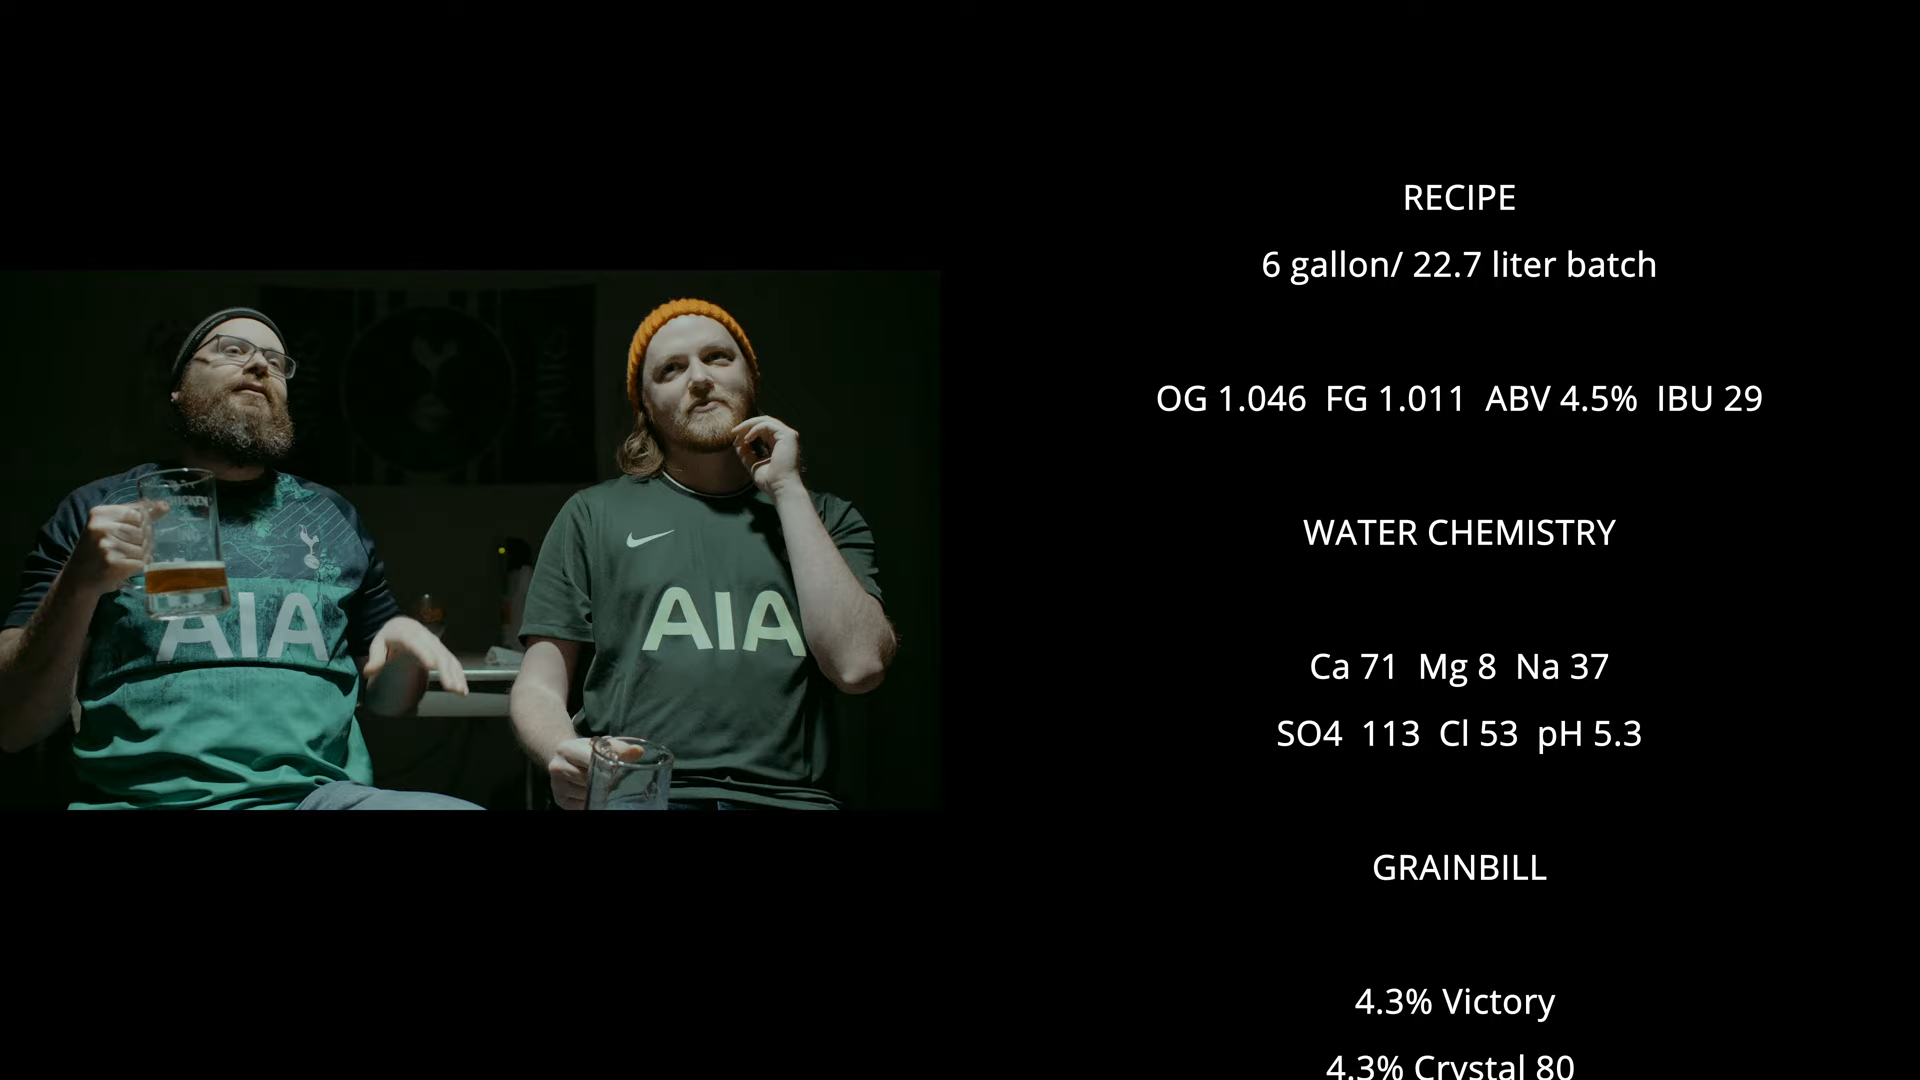 RECIPE
6 gallon/ 22.7 liter batch
OG 1.046 FG 1.011 ABV 4.5% IBU 29
WATER CHEMISTRY
Ca 71 Mg 8 Na 37
SO4 113 Cl 53 pH 5.3
GRAINBILL
4.3% Victory
4.3% Crystal 80
CHICKEN
AIA
AIA